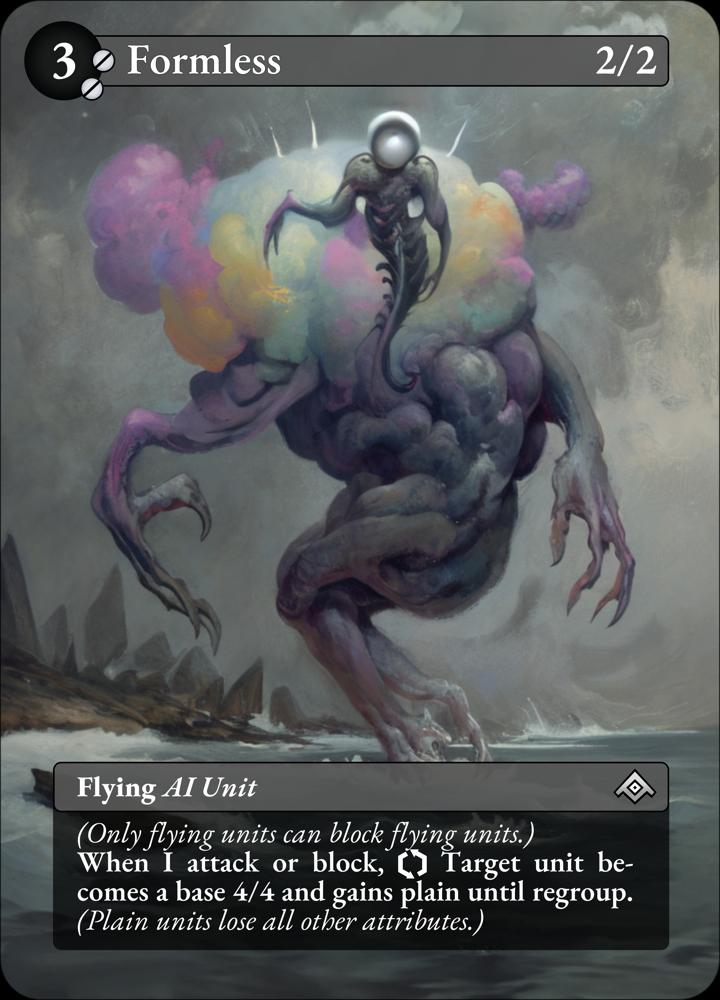 3 Formless 2/2
Flying AI Unit
(Only flying units can block flying units.)
When I attack or block, Target unit be-
comes a base 4/4 and gains plain until regroup.
(Plain units lose all other attributes.)